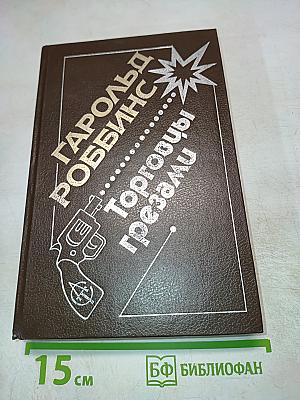 ГАРОЛЬД
РОББИНС
Торговцы
грезами
15 см
БФ БИБЛИОФАН